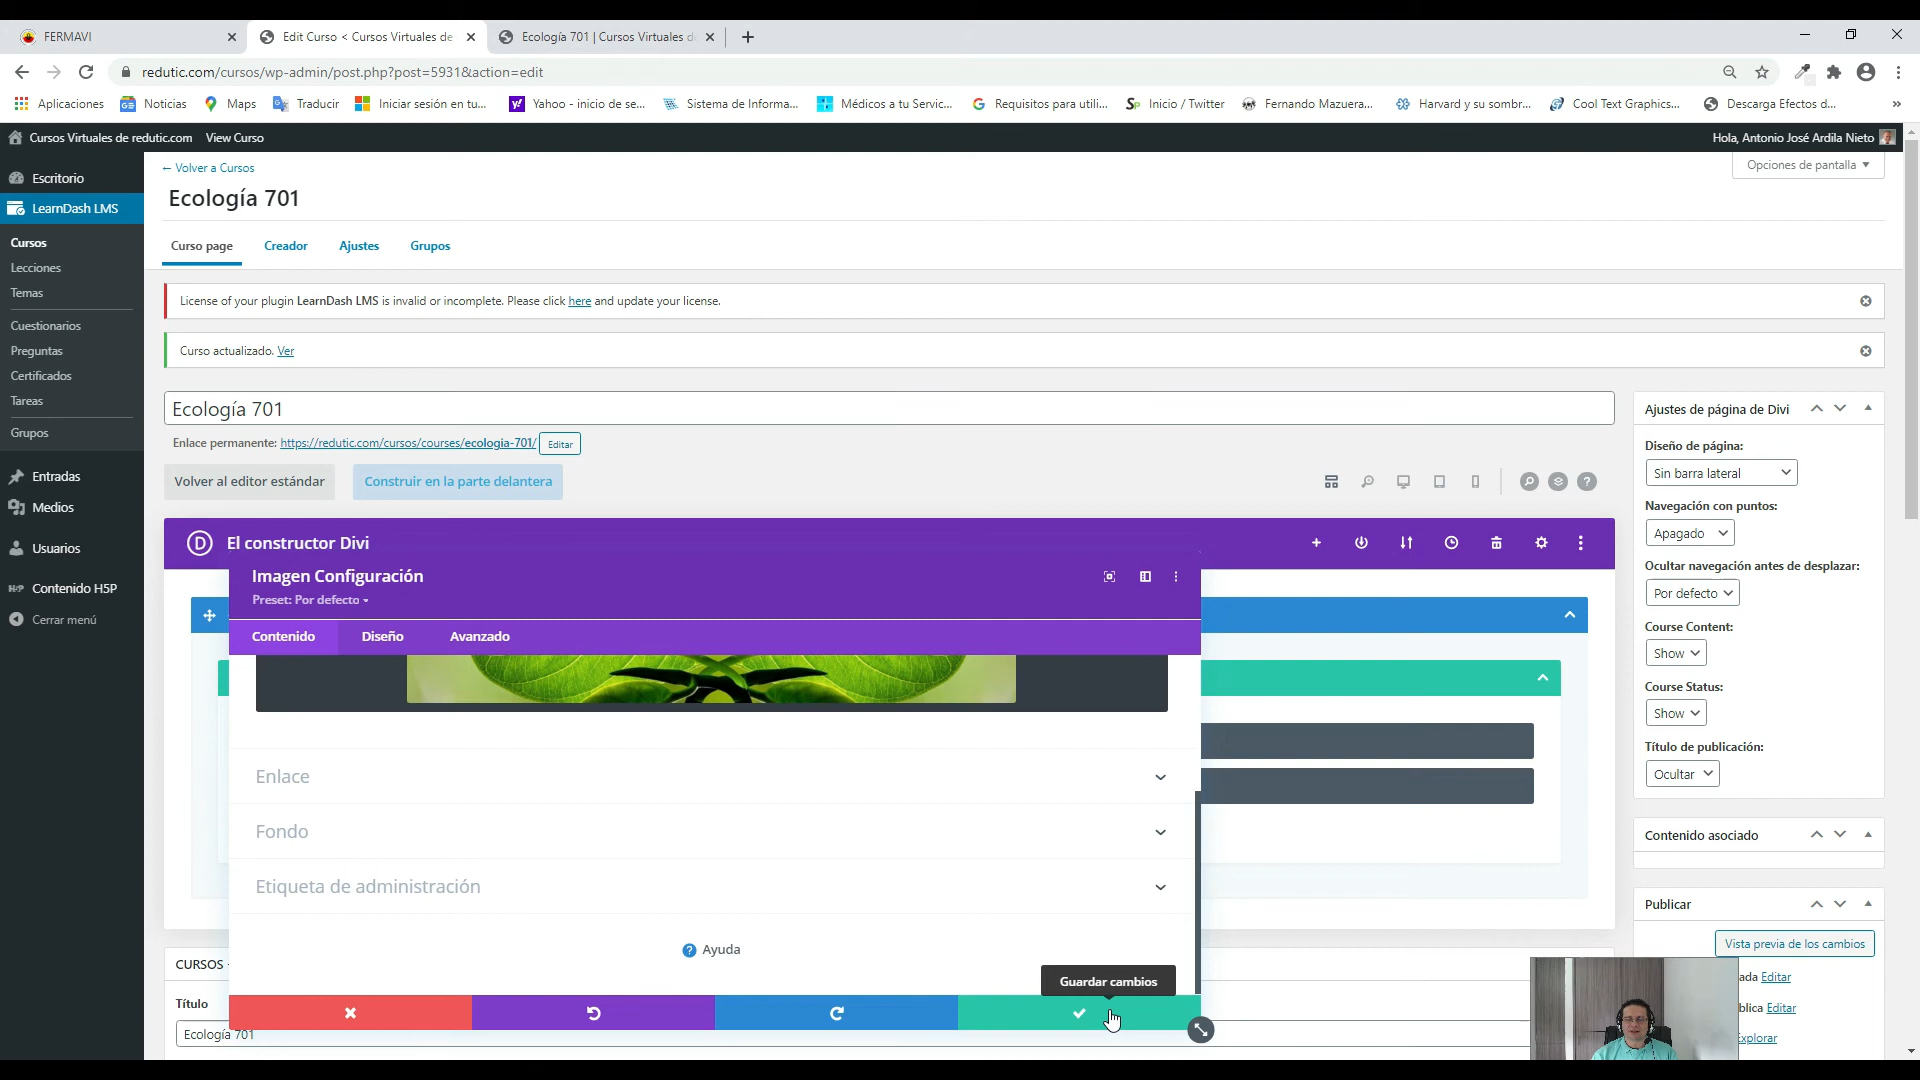 FERMAVI
Edit Curso < Cursos Virtuales de
Ecología 701 | Cursos Virtuales d
redutic.com/cursos/wp-admin/post.php?post=5931&action=edit
Aplicaciones
Noticias
Maps
Traducir
Iniciar sesión en tu...
Yahoo - inicio de se...
Sistema de Informa...
Médicos a tu Servic...
Requisitos para utili...
Inicio / Twitter
Fernando Mazuera...
Harvard y su sombr...
Cool Text Graphics...
Descarga Efectos d...
»
Cursos Virtuales de redutic.com
View Curso
Hola, Antonio José Ardila Nieto
Escritorio
LearnDash LMS
Cursos
Lecciones
Temas
Cuestionarios
Preguntas
Certificados
Tareas
Grupos
Entradas
Medios
Usuarios
H5P Contenido H5P
Cerrar menú
← Volver a Cursos
Opciones de pantalla
Ecología 701
Curso page
Creador
Ajustes
Grupos
License of your plugin LearnDash LMS is invalid or incomplete. Please click here and update your license.
Curso actualizado. Ver
Ecología 701
Enlace permanente: https://redutic.com/cursos/courses/ecologia-701/ Editar
Volver al editor estándar
Construir en la parte delantera
D El constructor Divi
Imagen Configuración
Preset: Por defecto
Contenido
Diseño
Avanzado
Enlace
Fondo
Etiqueta de administración
? Ayuda
Guardar cambios
CURSOS
Título
Ecología 701
Ajustes de página de Divi
Diseño de página:
Sin barra lateral
Navegación con puntos:
Apagado
Ocultar navegación antes de desplazar:
Por defecto
Course Content:
Show
Course Status:
Show
Título de publicación:
Ocultar
Contenido asociado
Publicar
Vista previa de los cambios
ada Editar
blica Editar
Explorar